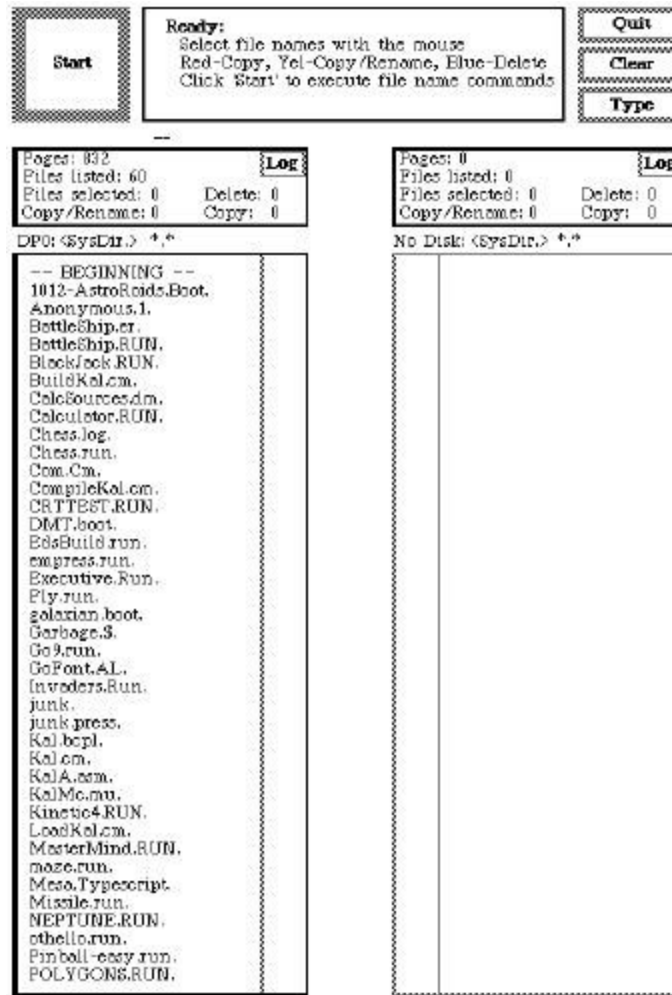 Start
Ready:
Select file names with the mouse
Red-Copy, Yel-Copy/Rename, Blue-Delete
Click 'Start' to execute file name commands
Quit
Clear
Type
Pages: 832
Log
Files listed: 60
Files selected: 0 Delete: 0
Copy/Rename: 0 Copy: 0
DP0: <SysDir.> *.*
-- BEGINNING --
1012-AstroRoids.Boot.
Anonymous.1.
BattleShip.er.
BattleShip.RUN.
BlackJack.RUN.
BuildKal.cm.
CalcSources.dm.
Calculator.RUN.
Chess.log.
Chess.run.
Com.Cm.
CompileKal.cm.
CRTTEST.RUN.
DMT.boot.
EdsBuild.run.
empress.run.
Executive.Run.
Fly.run.
galaxian.boot.
Garbage.$.
Go9.run.
GoFont.AL.
Invaders.Run.
junk.
junk.press.
Kal.bcpl.
Kal.cm.
KalA.asm.
KalMc.mu.
Kinetic4.RUN.
LoadKal.cm.
MasterMind.RUN.
maze.run.
Mesa.Typescript.
Missile.run.
NEPTUNE.RUN.
othello.run.
Pinball-easy.run.
POLYGONS.RUN.
Pages: 0
Log
Files listed: 0
Files selected: 0 Delete: 0
Copy/Rename: 0 Copy: 0
No Disk: <SysDir.> *.*